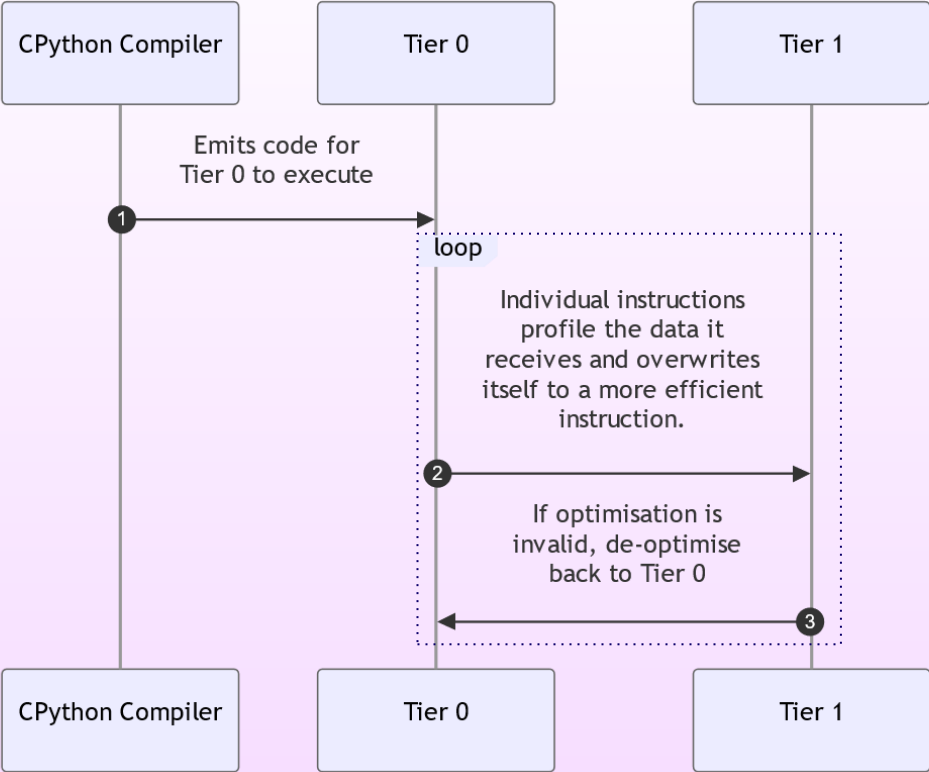 CPython Compiler
Tier 0
Tier 1
Emits code for
Tier 0 to execute
1
loop
Individual instructions
profile the data it
receives and overwrites
itself to a more efficient
instruction.
2
If optimisation is
invalid, de-optimise
back to Tier 0
3
CPython Compiler
Tier 0
Tier 1